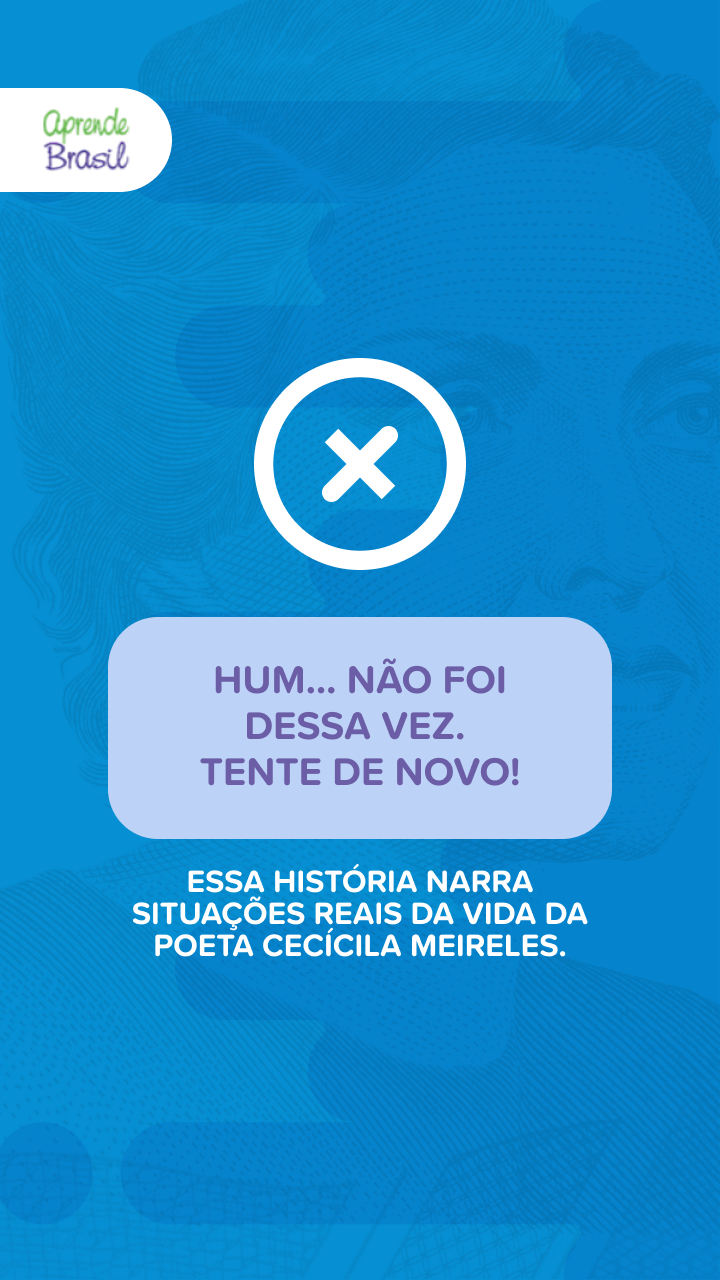 aprende
Brasil
HUM... NÃO FOI
DESSA VEZ.
TENTE DE NOVO!
ESSA HISTÓRIA NARRA
SITUAÇÕES REAIS DA VIDA DA
POETA CECÍCILA MEIRELES.